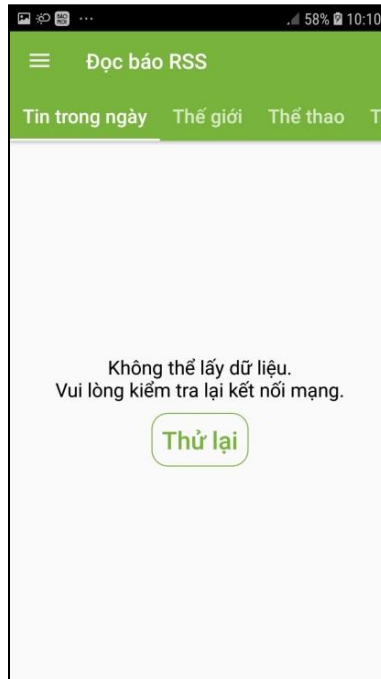 58% 10:10
Đọc báo RSS
Tin trong ngày Thế giới Thể thao T
Không thể lấy dữ liệu.
Vui lòng kiểm tra lại kết nối mạng.
Thử lại